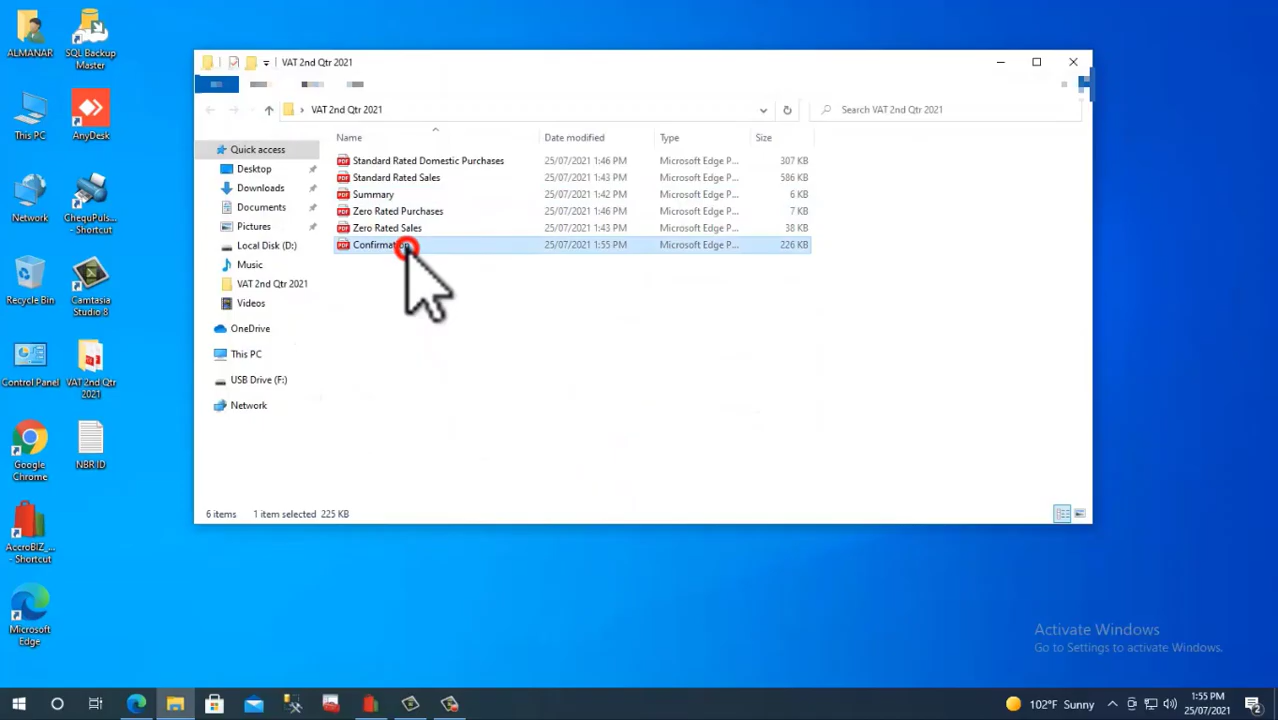 ALMANAR
SQL Backup
Master
This PC
AnyDesk
Network
ChequPuls...
- Shortcut
Recycle Bin
Camtasia
Studio 8
Control Panel
VAT 2nd Qtr
2021
Google
Chrome
NBR ID
AccroBIZ_...
- Shortcut
Microsoft
Edge
VAT 2nd Qtr 2021
VAT 2nd Qtr 2021
Search VAT 2nd Qtr 2021
Name Date modified Type Size
Standard Rated Domestic Purchases 25/07/2021 1:46 PM Microsoft Edge P... 307 KB
Standard Rated Sales 25/07/2021 1:43 PM Microsoft Edge P... 586 KB
Summary 25/07/2021 1:42 PM Microsoft Edge P... 6 KB
Zero Rated Purchases 25/07/2021 1:46 PM Microsoft Edge P... 7 KB
Zero Rated Sales 25/07/2021 1:43 PM Microsoft Edge P... 38 KB
Confirmation 25/07/2021 1:55 PM Microsoft Edge P... 226 KB
Quick access
Desktop
Downloads
Documents
Pictures
Local Disk (D:)
Music
VAT 2nd Qtr 2021
Videos
OneDrive
This PC
USB Drive (F:)
Network
6 items 1 item selected 225 KB
Activate Windows
Go to Settings to activate Windows.
102°F Sunny
1:55 PM
25/07/2021
2